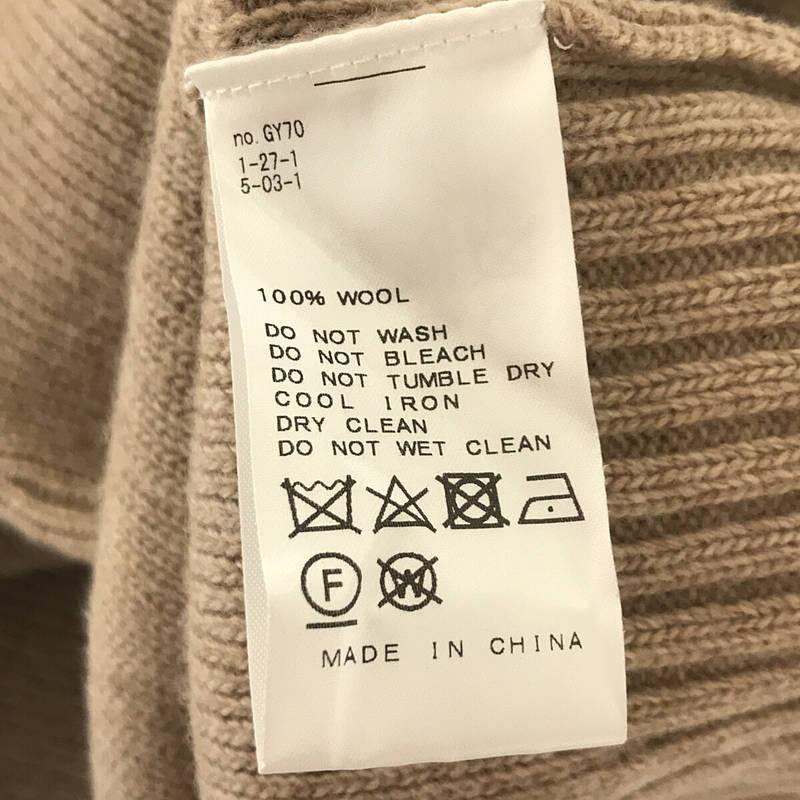 no. GY70
1-27-1
5-03-1
100% WOOL
DO NOT WASH
DO NOT BLEACH
DO NOT TUMBLE DRY
COOL IRON
DRY CLEAN
DO NOT WET CLEAN
F W
MADE IN CHINA